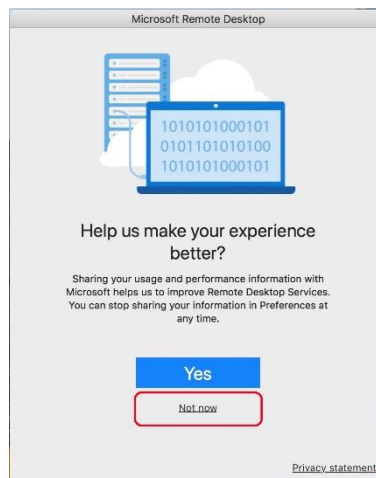 Microsoft Remote Desktop
1010101000101
0101101010100
1010101000101
Help us make your experience
better?
Sharing your usage and performance information with
Microsoft helps us to improve Remote Desktop Services.
You can stop sharing your information in Preferences at
any time.
Yes
Not now
Privacy statement